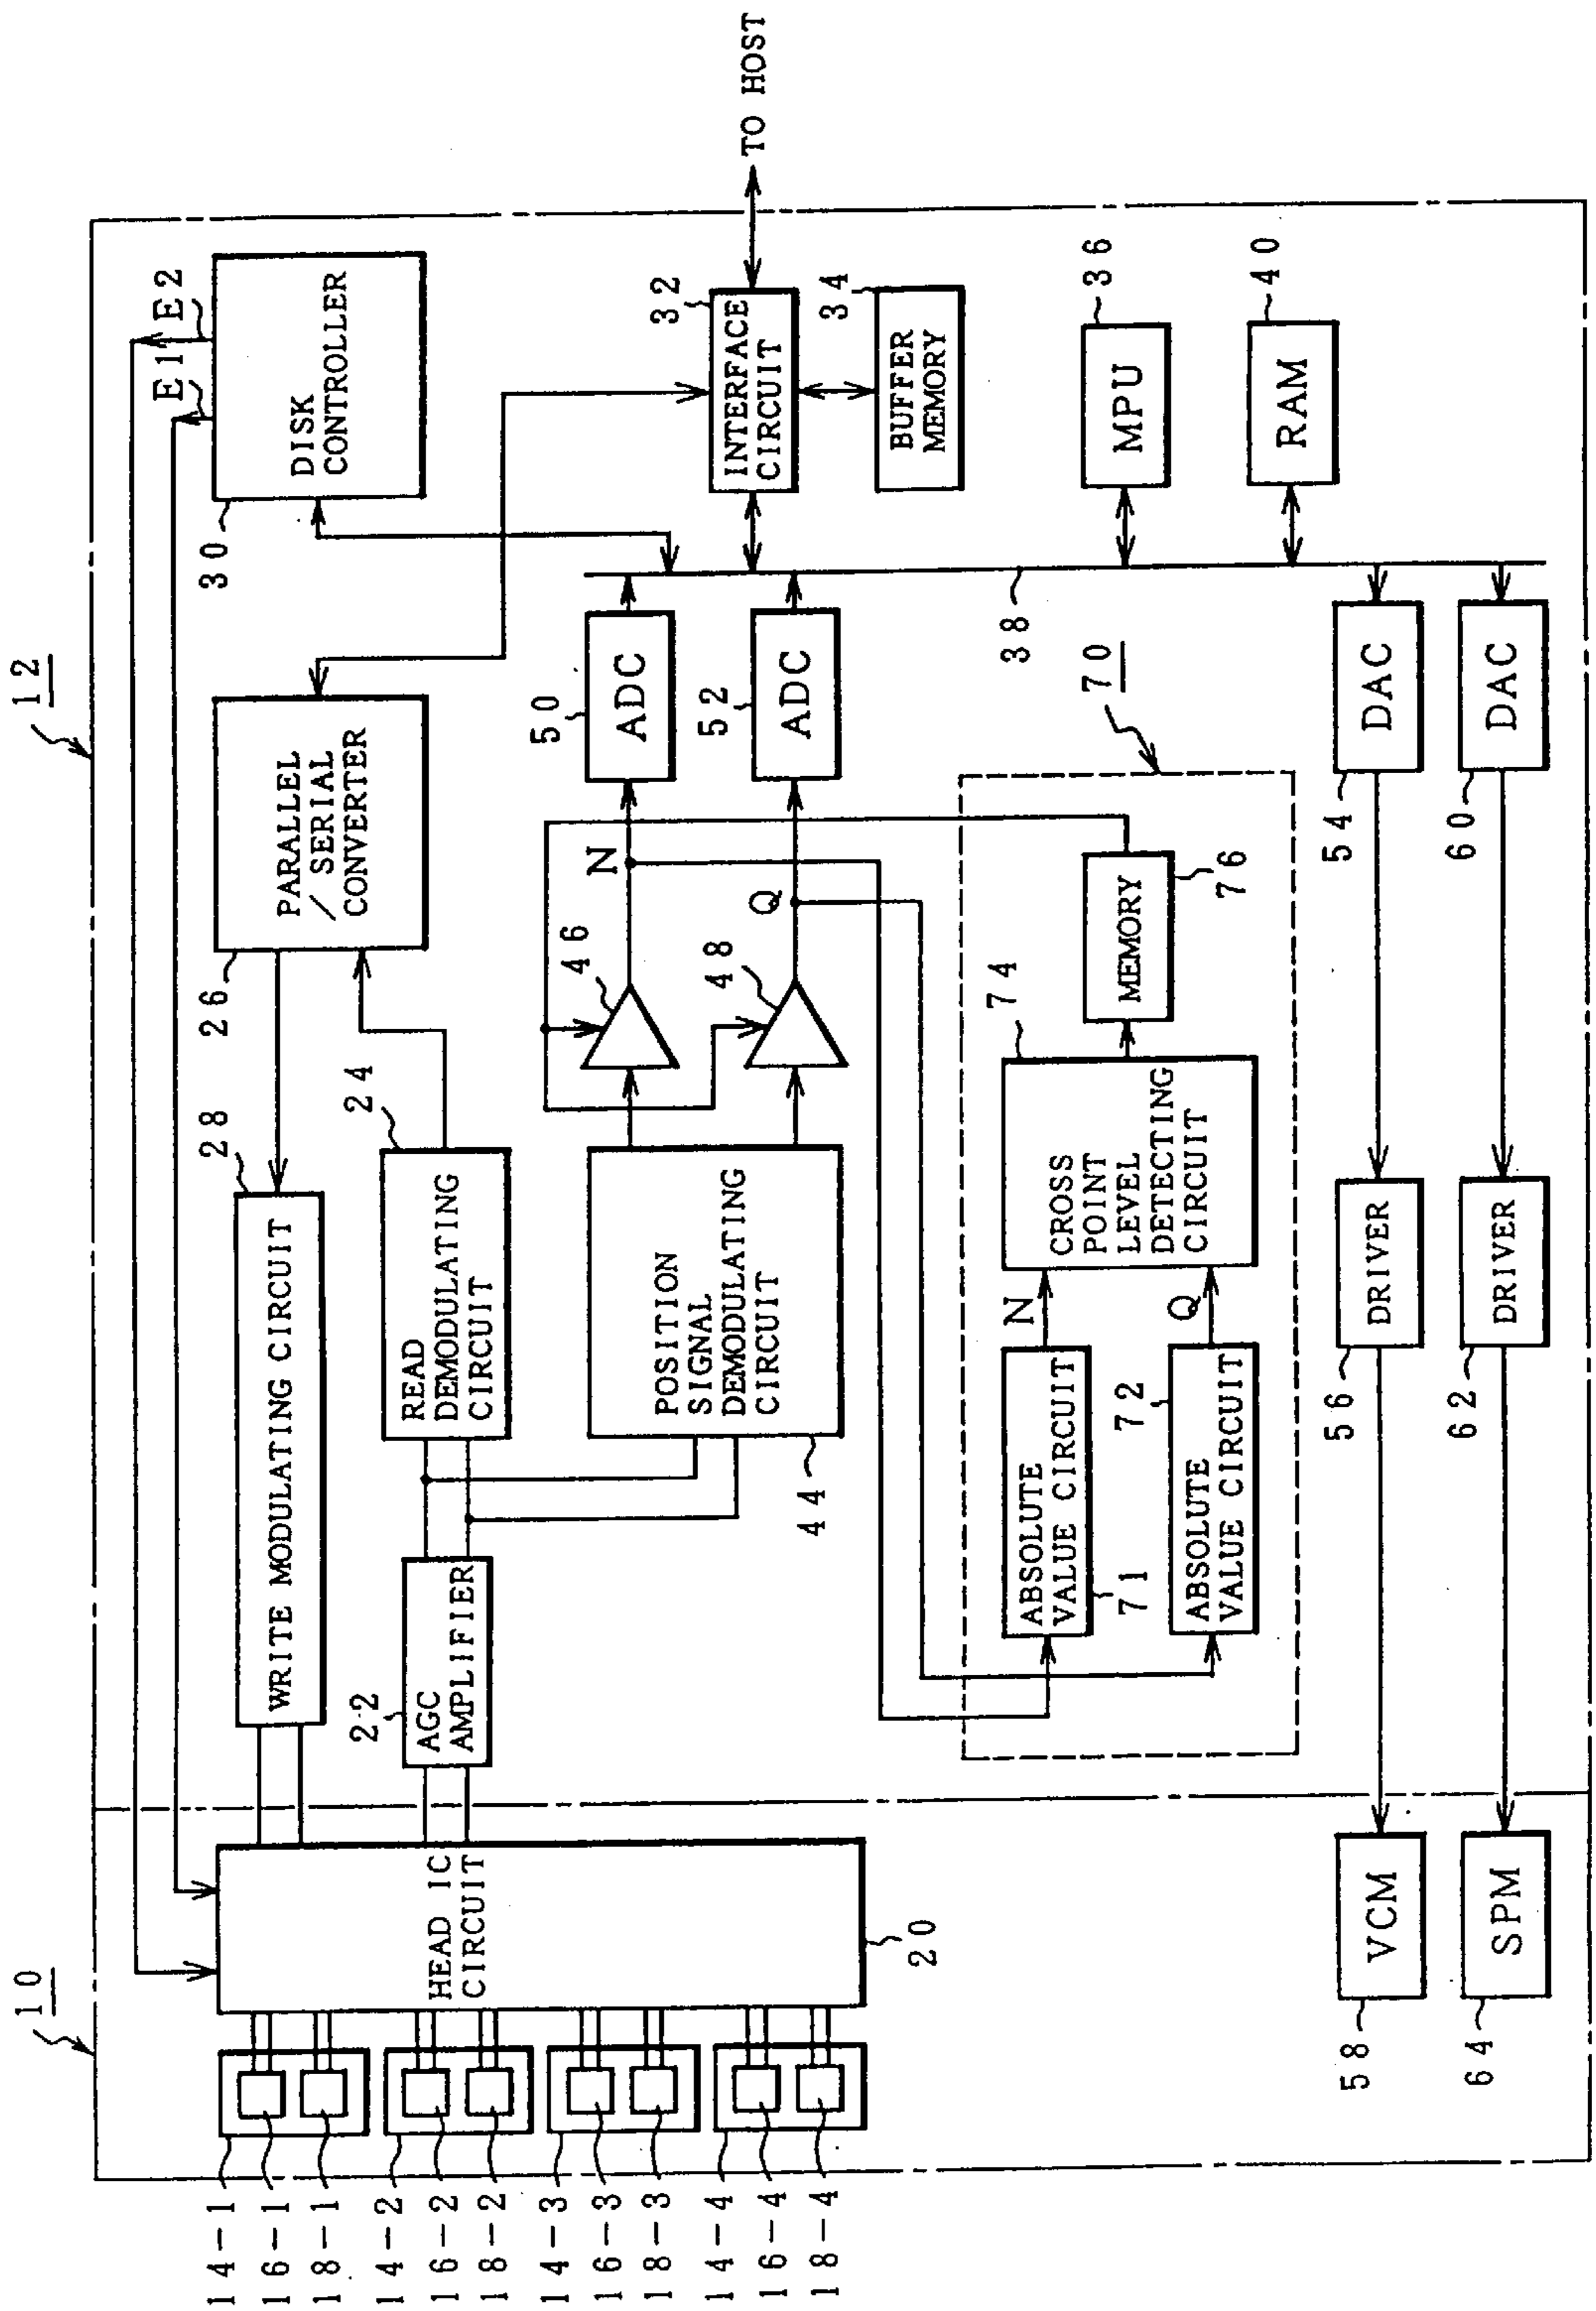 10
12
14-1
16-1
18-1
14-2
16-2
18-2
14-3
16-3
18-3
14-4
16-4
18-4
HEAD IC
CIRCUIT
20
E1
E2
WRITE MODULATING CIRCUIT
28
PARALLEL
/SERIAL
CONVERTER
26
DISK
CONTROLLER
30
AGC
AMPLIFIER
22
READ
DEMODULATING
CIRCUIT
24
POSITION
SIGNAL
DEMODULATING
CIRCUIT
44
46
48
N
Q
ADC
50
ADC
52
INTERFACE
CIRCUIT
32
TO HOST
BUFFER
MEMORY
34
MPU
36
RAM
40
38
70
ABSOLUTE
VALUE CIRCUIT
71
ABSOLUTE
VALUE CIRCUIT
72
N
Q
CROSS
POINT
LEVEL
DETECTING
CIRCUIT
74
MEMORY
76
VCM
58
DRIVER
56
DAC
54
SPM
64
DRIVER
62
DAC
60